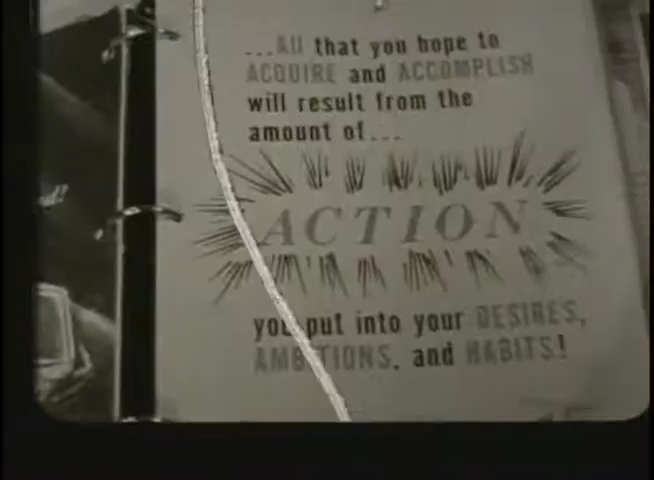 ...All that you hope to
ACQUIRE and ACCOMPLISH
will result from the
amount of...
ACTION
you put into your DESIRES,
AMBITIONS, and HABITS!